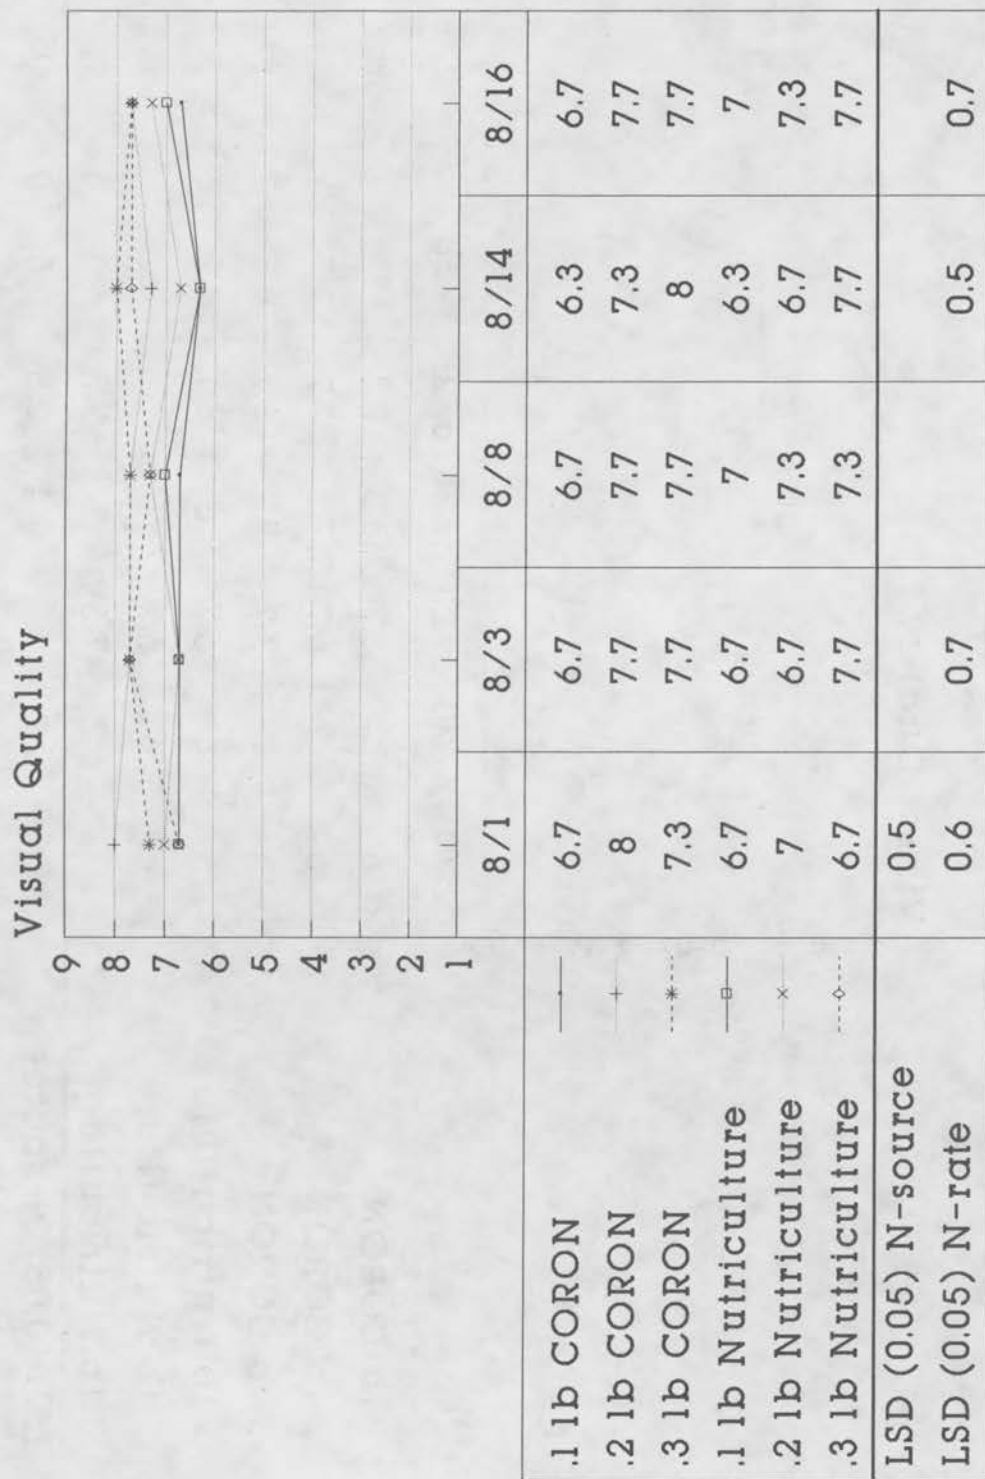 Visual Quality
9
8
7
6
5
4
3
2
1
8/1 8/3 8/8 8/14 8/16
.1 lb CORON 6.7 6.7 6.7 6.3 6.7
.2 lb CORON 8 7.7 7.7 7.3 7.7
.3 lb CORON 7.3 7.7 7.7 8 7.7
.1 lb Nutriculture 6.7 6.7 7 6.3 7
.2 lb Nutriculture 7 6.7 7.3 6.7 7.3
.3 lb Nutriculture 6.7 7.7 7.3 7.7 7.7
LSD (0.05) N-source 0.5
LSD (0.05) N-rate 0.6 0.7 0.5 0.7